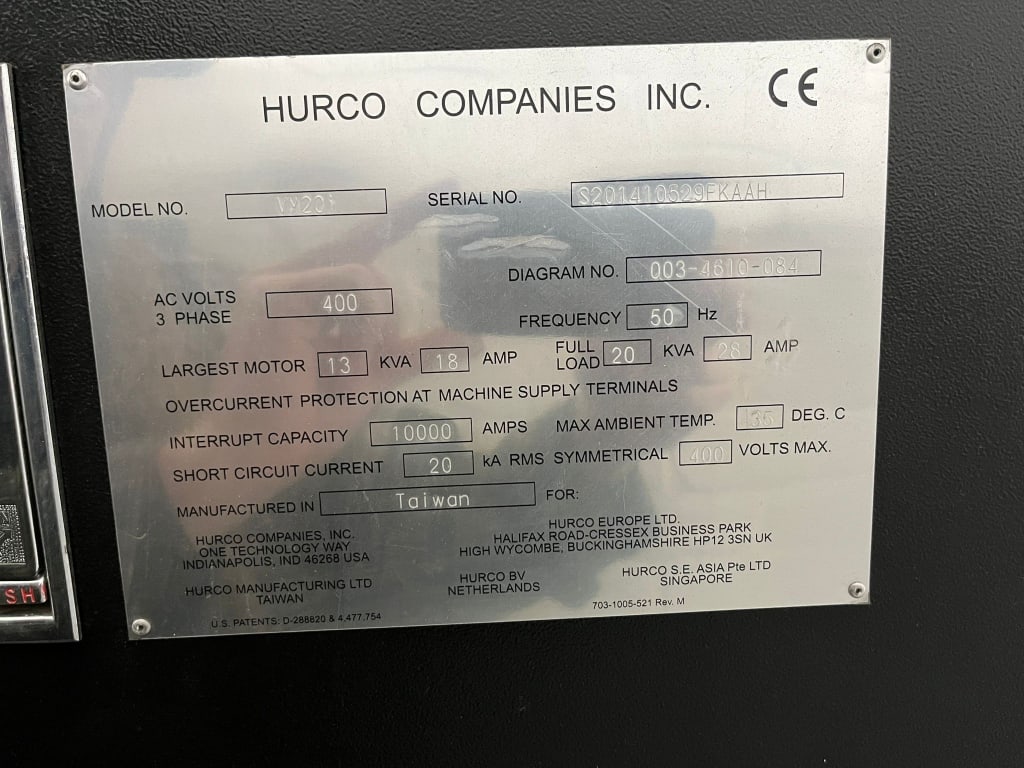 HURCO COMPANIES INC. CE
MODEL NO. VM20i SERIAL NO. S201410529FKAAH
DIAGRAM NO. 003-4610-084
AC VOLTS 3 PHASE 400 FREQUENCY 50 Hz
LARGEST MOTOR 13 KVA 18 AMP FULL LOAD 20 KVA 28 AMP
OVERCURRENT PROTECTION AT MACHINE SUPPLY TERMINALS
INTERRUPT CAPACITY 10000 AMPS MAX AMBIENT TEMP. 35 DEG. C
SHORT CIRCUIT CURRENT 20 kA RMS SYMMETRICAL 400 VOLTS MAX.
MANUFACTURED IN Taiwan FOR:
HURCO COMPANIES, INC.
ONE TECHNOLOGY WAY
INDIANAPOLIS, IND 46268 USA
HURCO EUROPE LTD.
HALIFAX ROAD-CRESSEX BUSINESS PARK
HIGH WYCOMBE, BUCKINGHAMSHIRE HP12 3SN UK
HURCO MANUFACTURING LTD
TAIWAN
HURCO BV
NETHERLANDS
HURCO S.E. ASIA Pte LTD
SINGAPORE
U.S. PATENTS: D-288820 & 4,477,754
703-1005-521 Rev. M
SH